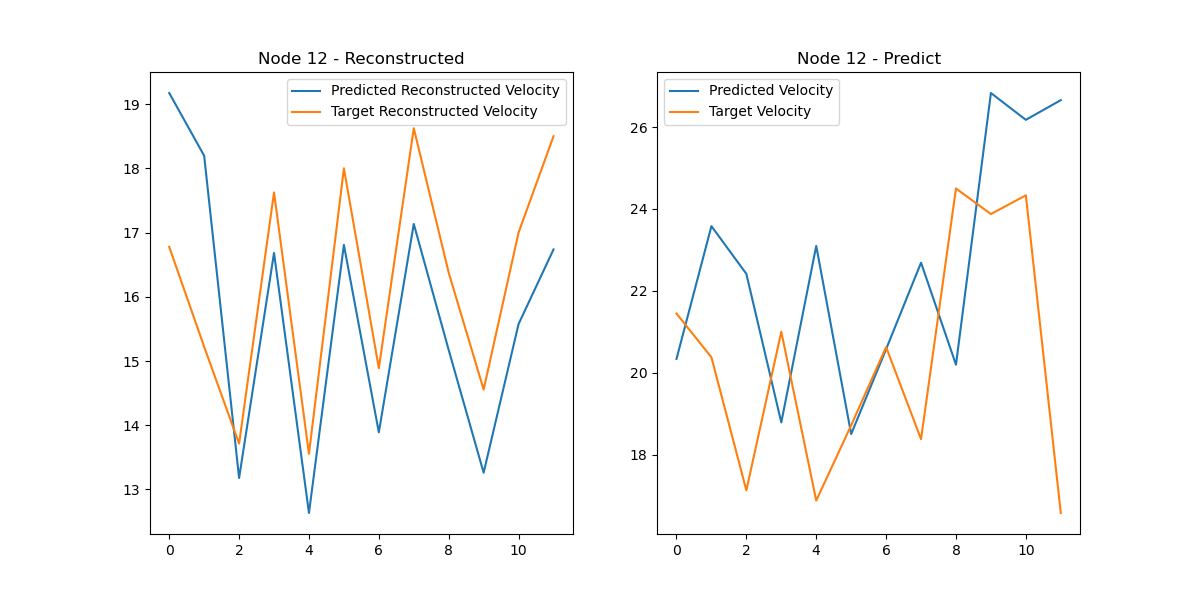 Node 12 - Reconstructed
Predicted Reconstructed Velocity
Target Reconstructed Velocity
19
18
17
16
15
14
13
0 2 4 6 8 10
Node 12 - Predict
Predicted Velocity
Target Velocity
26
24
22
20
18
0 2 4 6 8 10